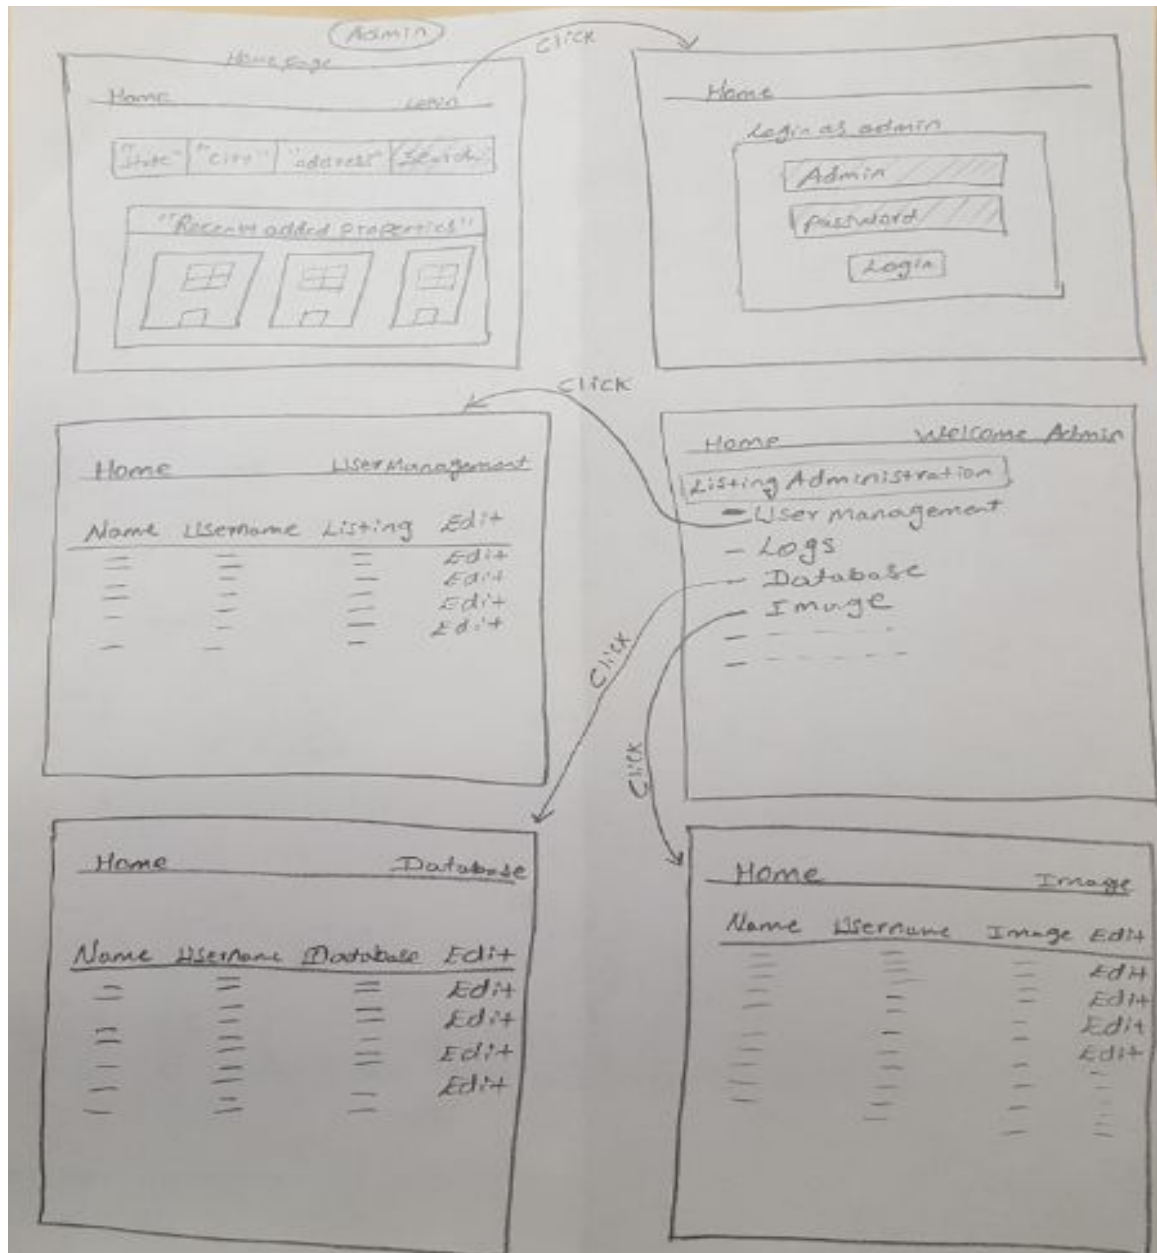 Admin
Click
Home page
Home Login
"State" "City" "address" Search
"Recent added properties"
Home
Login as admin
Admin
Password
Login
Click
Home User Management
Name Username Listing Edit
Edit
Edit
Edit
Edit
Home Welcome Admin
Listing Administration
- User management
- Logs
- Database
- Image
Click
Click
Home Database
Name Username Database Edit
Edit
Edit
Edit
Edit
Home Image
Name Username Image Edit
Edit
Edit
Edit
Edit